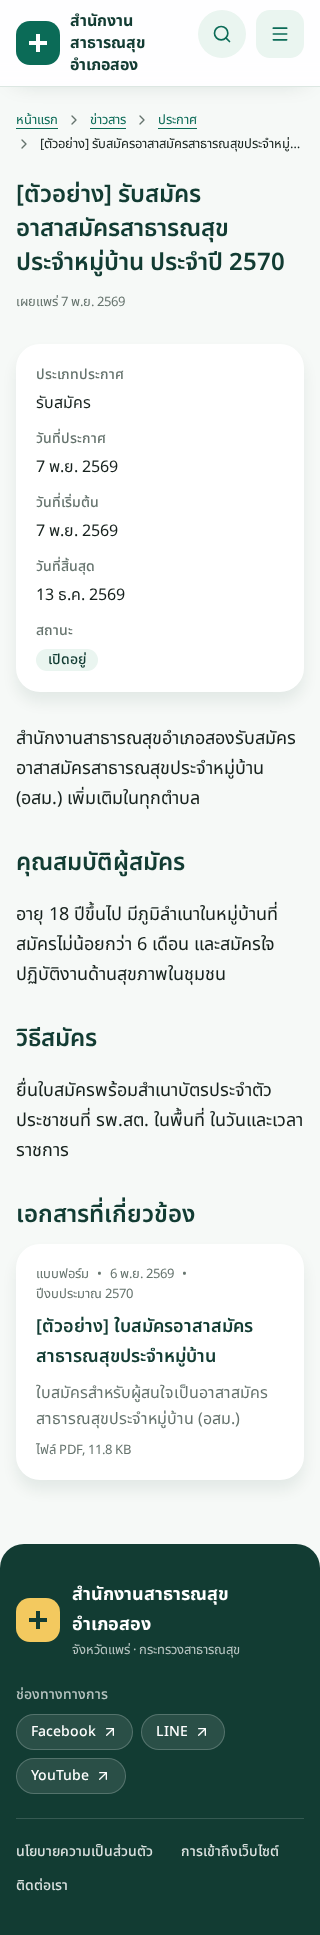 สำนักงาน
สาธารณสุข
อำเภอสอง
หน้าแรก > ข่าวสาร > ประกาศ
> [ตัวอย่าง] รับสมัครอาสาสมัครสาธารณสุขประจำหมู่...
[ตัวอย่าง] รับสมัคร
อาสาสมัครสาธารณสุข
ประจำหมู่บ้าน ประจำปี 2570
เผยแพร่ 7 พ.ย. 2569
ประเภทประกาศ
รับสมัคร
วันที่ประกาศ
7 พ.ย. 2569
วันที่เริ่มต้น
7 พ.ย. 2569
วันที่สิ้นสุด
13 ธ.ค. 2569
สถานะ
เปิดอยู่
สำนักงานสาธารณสุขอำเภอสองรับสมัคร
อาสาสมัครสาธารณสุขประจำหมู่บ้าน
(อสม.) เพิ่มเติมในทุกตำบล
คุณสมบัติผู้สมัคร
อายุ 18 ปีขึ้นไป มีภูมิลำเนาในหมู่บ้านที่
สมัครไม่น้อยกว่า 6 เดือน และสมัครใจ
ปฏิบัติงานด้านสุขภาพในชุมชน
วิธีสมัคร
ยื่นใบสมัครพร้อมสำเนาบัตรประจำตัว
ประชาชนที่ รพ.สต. ในพื้นที่ ในวันและเวลา
ราชการ
เอกสารที่เกี่ยวข้อง
แบบฟอร์ม • 6 พ.ย. 2569 •
ปีงบประมาณ 2570
[ตัวอย่าง] ใบสมัครอาสาสมัคร
สาธารณสุขประจำหมู่บ้าน
ใบสมัครสำหรับผู้สนใจเป็นอาสาสมัคร
สาธารณสุขประจำหมู่บ้าน (อสม.)
ไฟล์ PDF, 11.8 KB
สำนักงานสาธารณสุข
อำเภอสอง
จังหวัดแพร่ · กระทรวงสาธารณสุข
ช่องทางทางการ
Facebook LINE
YouTube
นโยบายความเป็นส่วนตัว การเข้าถึงเว็บไซต์
ติดต่อเรา